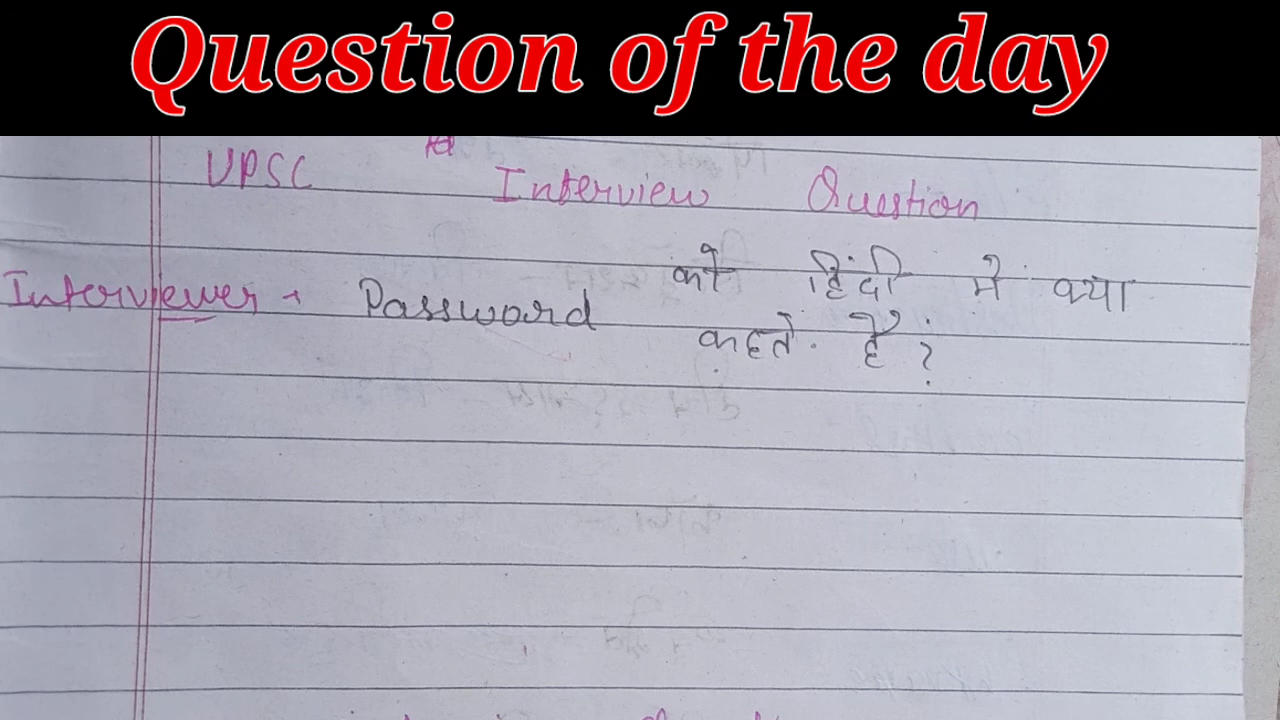 Question of the day
UPSC Interview Question
Interviewer Password को हिंदी में क्या
कहते है ?